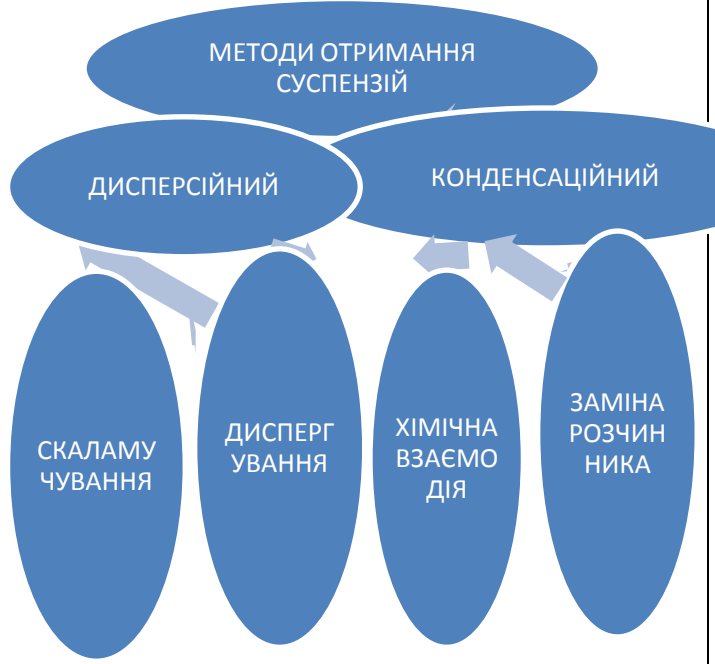 МЕТОДИ ОТРИМАННЯ
СУСПЕНЗІЙ
ДИСПЕРСІЙНИЙ
КОНДЕНСАЦІЙНИЙ
СКАЛАМУ
ЧУВАННЯ
ДИСПЕРГ
УВАННЯ
ХІМІЧНА
ВЗАЄМО
ДІЯ
ЗАМІНА
РОЗЧИН
НИКА